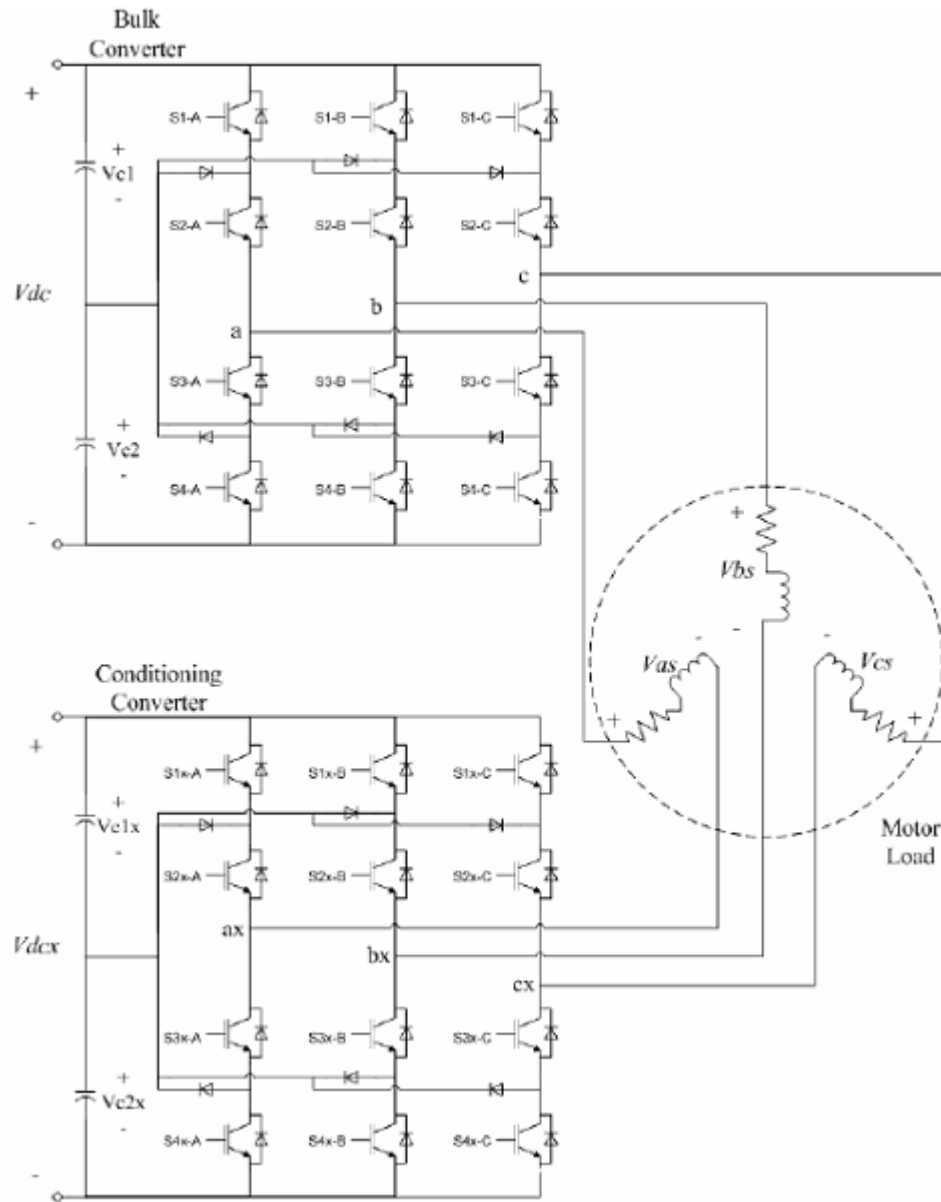 Bulk
Converter
+
S1-A
S1-B
S1-C
+
Vc1
-
S2-A
S2-B
S2-C
c
Vdc
b
a
S3-A
S3-B
S3-C
+
Vc2
-
S4-A
S4-B
S4-C
-
+
Vbs
-
Conditioning
Converter
-
-
Vas
Vcs
+
+
+
S1x-A
S1x-B
S1x-C
+
Vc1x
-
Motor
Load
S2x-A
S2x-B
S2x-C
ax
Vdcx
bx
cx
S3x-A
S3x-B
S3x-C
+
Vc2x
-
S4x-A
S4x-B
S4x-C
-